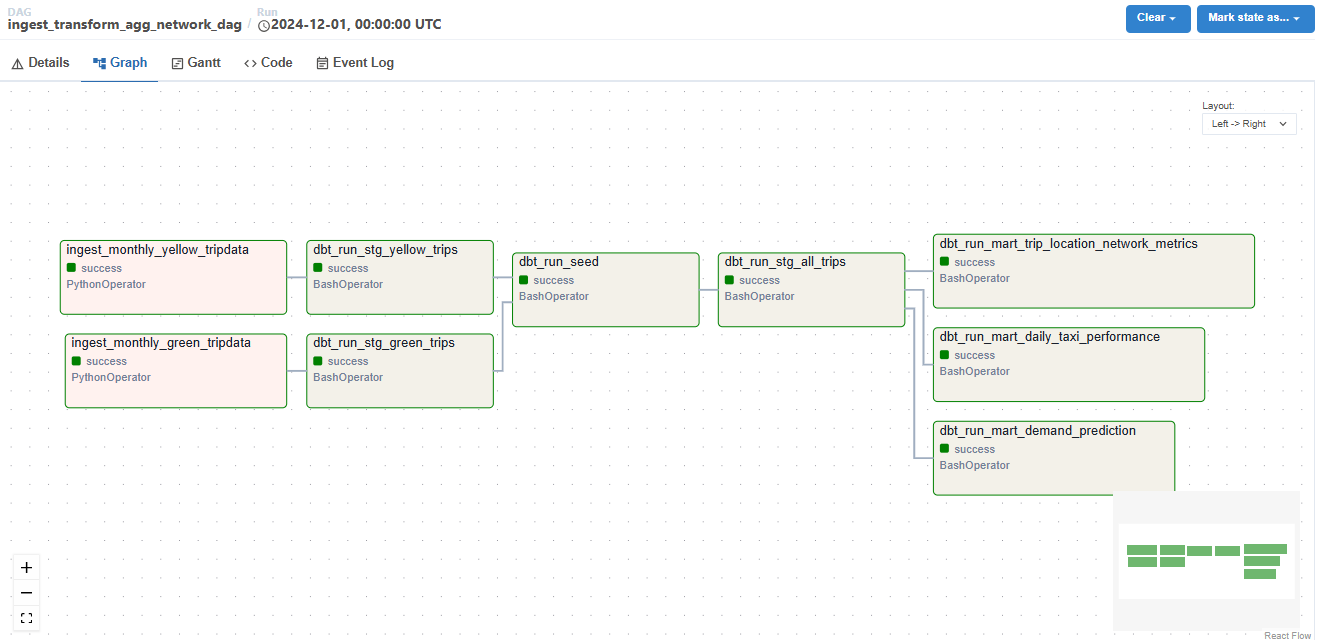 DAG
ingest_transform_agg_network_dag
/
Run
2024-12-01, 00:00:00 UTC
Clear
Mark state as...
Details
Graph
Gantt
Code
Event Log
Layout:
Left -> Right
ingest_monthly_yellow_tripdata
success
PythonOperator
ingest_monthly_green_tripdata
success
PythonOperator
dbt_run_stg_yellow_trips
success
BashOperator
dbt_run_stg_green_trips
success
BashOperator
dbt_run_seed
success
BashOperator
dbt_run_stg_all_trips
success
BashOperator
dbt_run_mart_trip_location_network_metrics
success
BashOperator
dbt_run_mart_daily_taxi_performance
success
BashOperator
dbt_run_mart_demand_prediction
success
BashOperator
React Flow